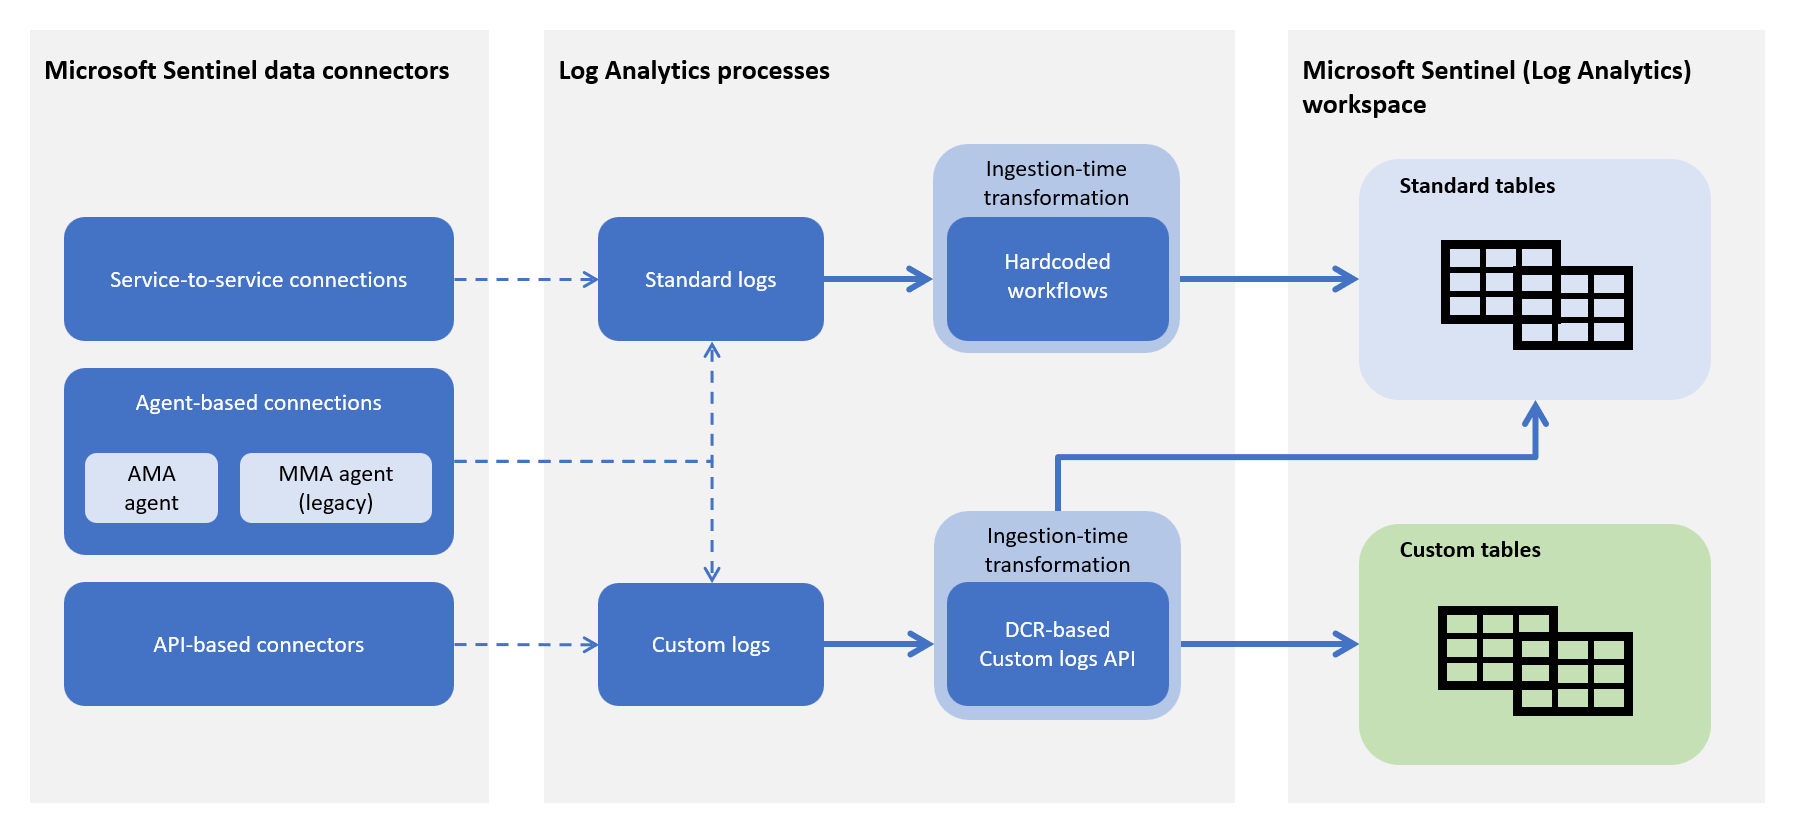 Microsoft Sentinel data connectors
Service-to-service connections
Agent-based connections
AMA
agent
MMA agent
(legacy)
API-based connectors
Log Analytics processes
Standard logs
Ingestion-time
transformation
Hardcoded
workflows
Custom logs
Ingestion-time
transformation
DCR-based
Custom logs API
Microsoft Sentinel (Log Analytics)
workspace
Standard tables
Custom tables